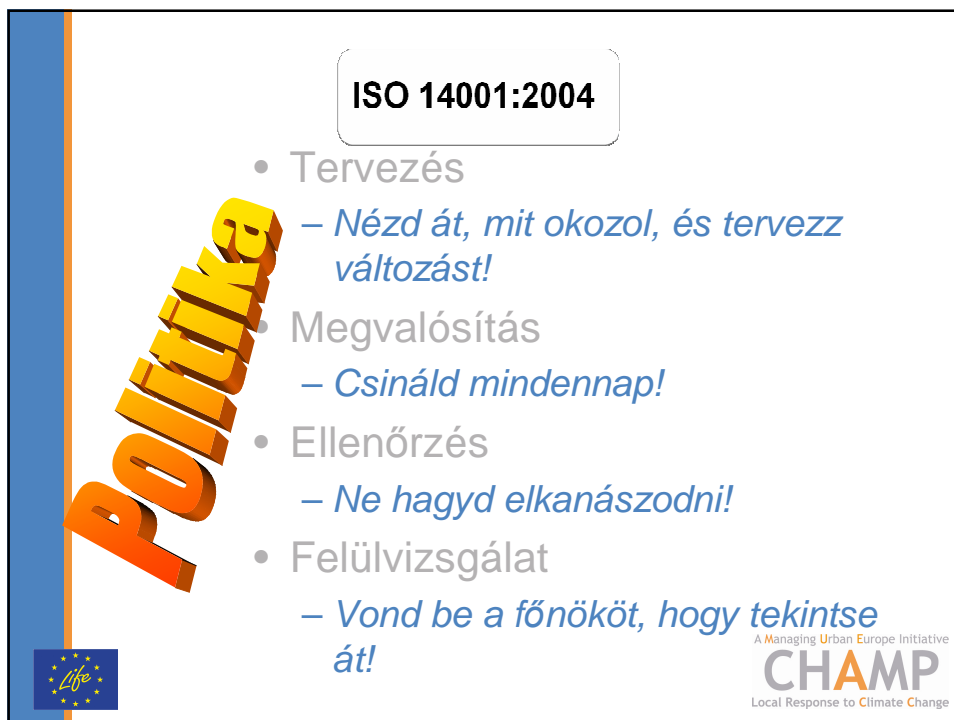 ISO 14001:2004
• Tervezés
– Nézd át, mit okozol, és tervezz
változást!
• Megvalósítás
– Csináld mindennap!
• Ellenőrzés
– Ne hagyd elkanászodni!
• Felülvizsgálat
– Vond be a főnököt, hogy tekintse
át!
Politika
Life
A Managing Urban Europe Initiative
CHAMP
Local Response to Climate Change